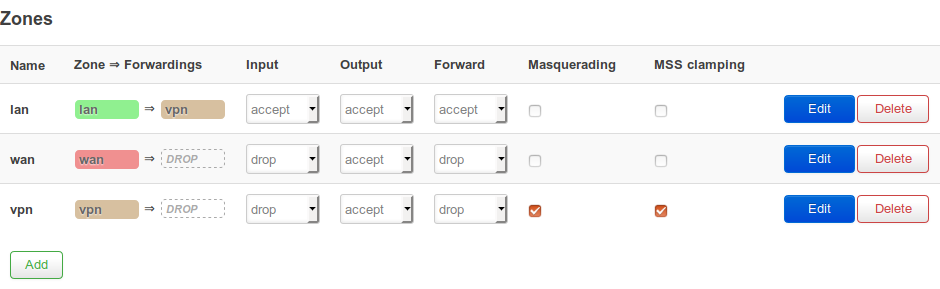 Zones
Name Zone ⇒ Forwardings Input Output Forward Masquerading MSS clamping
lan lan ⇒ vpn accept accept accept Edit Delete
wan wan ⇒ DROP drop accept drop Edit Delete
vpn vpn ⇒ DROP drop accept drop Edit Delete
Add